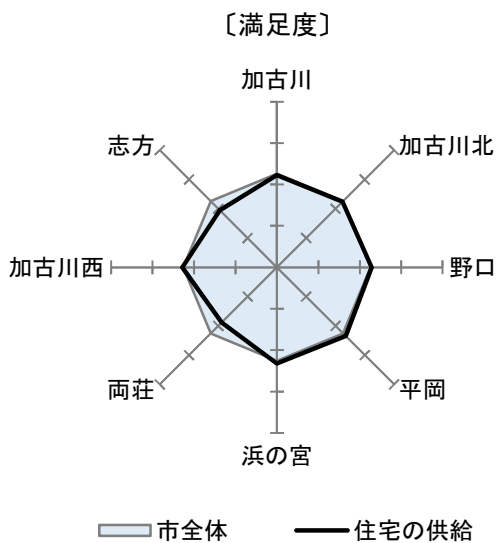 〔満足度〕
加古川
志方
加古川北
加古川西
野口
両荘
平岡
浜の宮
市全体
住宅の供給